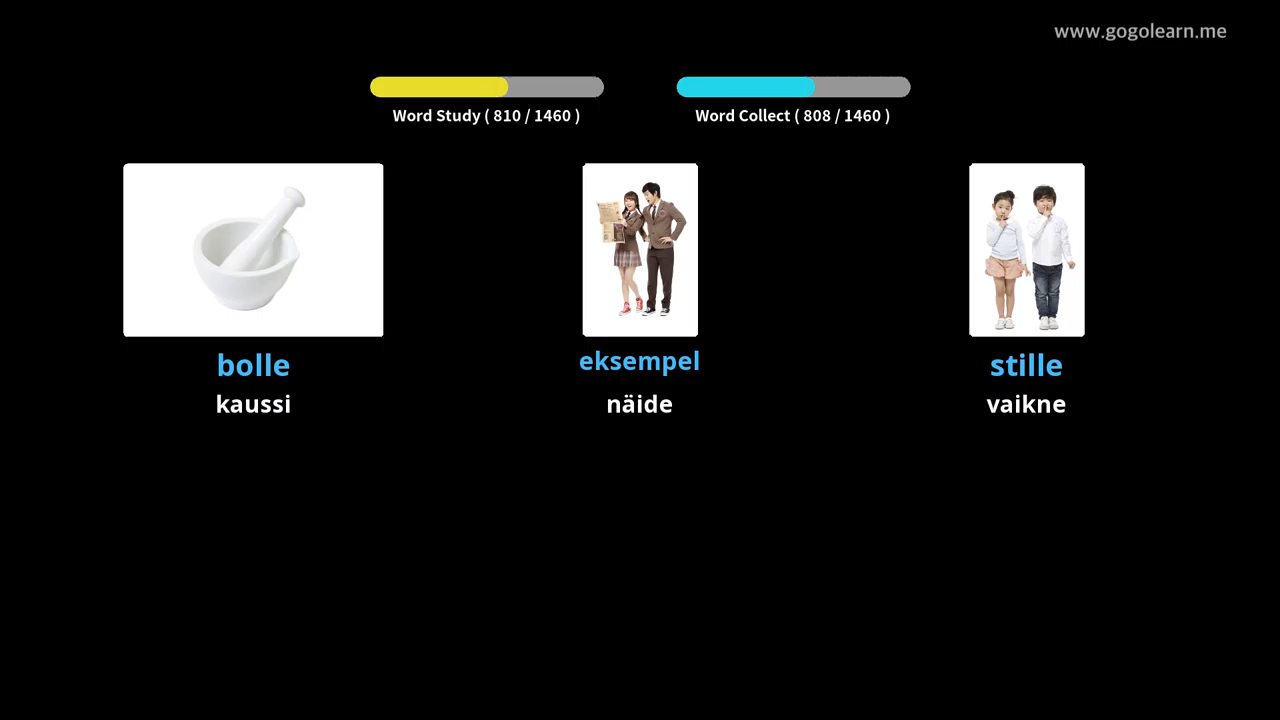 www.gogolearn.me
Word Study ( 810 / 1460 )
Word Collect ( 808 / 1460 )
bolle
kaussi
eksempel
näide
stille
vaikne